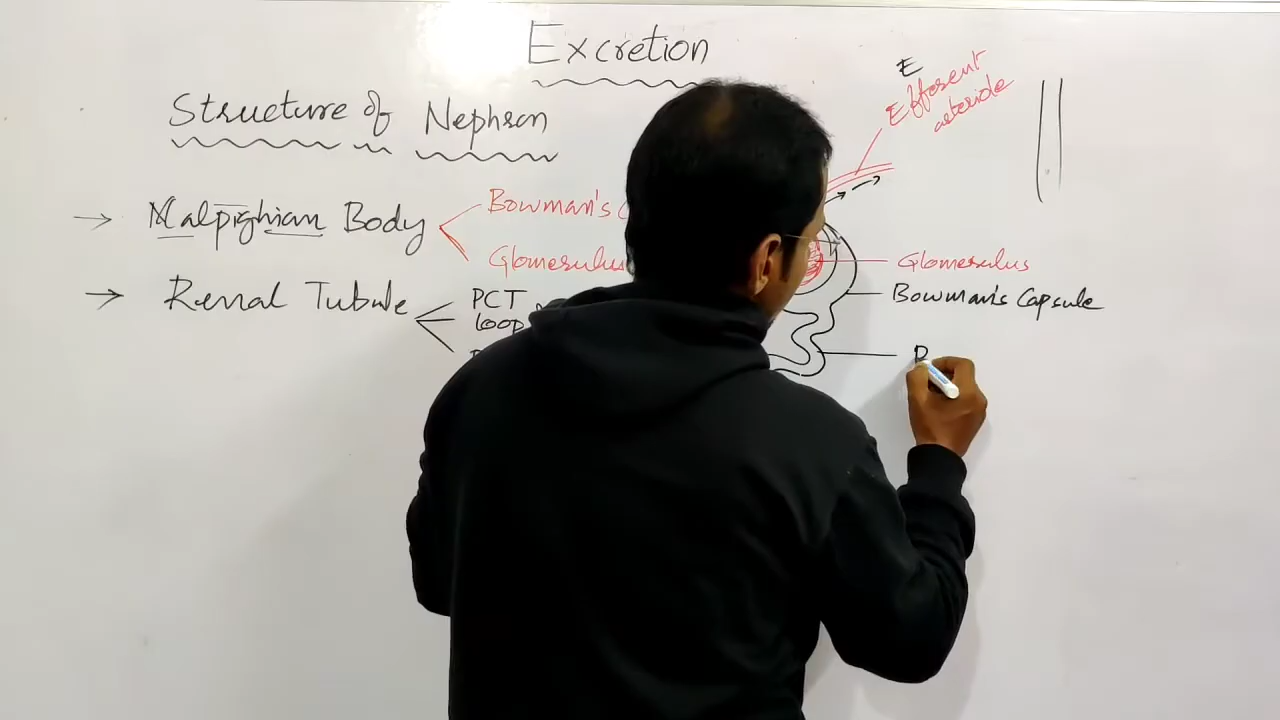 Excretion
Structure of Nephron
→ Malpighian Body
Bowman's
Glomerulus
→ Renal Tubule
PCT
loop
E
Efferent
arteriole
Glomerulus
Bowman's Capsule
P